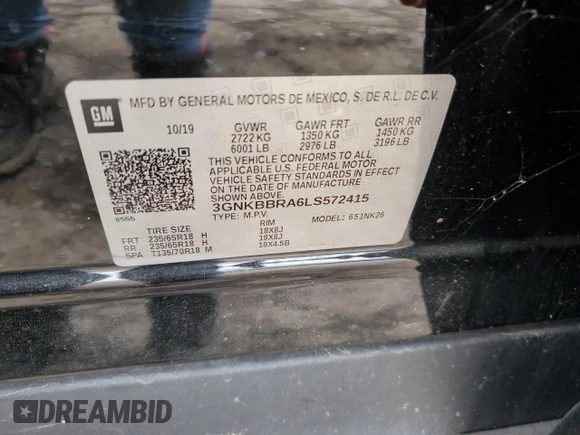 GM
MFD BY GENERAL MOTORS DE MEXICO, S. DE R.L. DE C.V.
10/19 GVWR GAWR FRT GAWR RR
2722 KG 1350 KG 1450 KG
6001 LB 2976 LB 3196 LB
THIS VEHICLE CONFORMS TO ALL
APPLICABLE U.S. FEDERAL MOTOR
VEHICLE SAFETY STANDARDS IN EFFECT
ON THE DATE OF MANUFACTURE
SHOWN ABOVE.
3GNKBBRA6LS572415
8555
TYPE: M.P.V. MODEL: 651NK26
TIRE SIZE RIM
FRT 235/65R18 H 18X8J
RR 235/65R18 H 18X8J
SPA T135/70R18 M 18X4.5B
DREAMBID